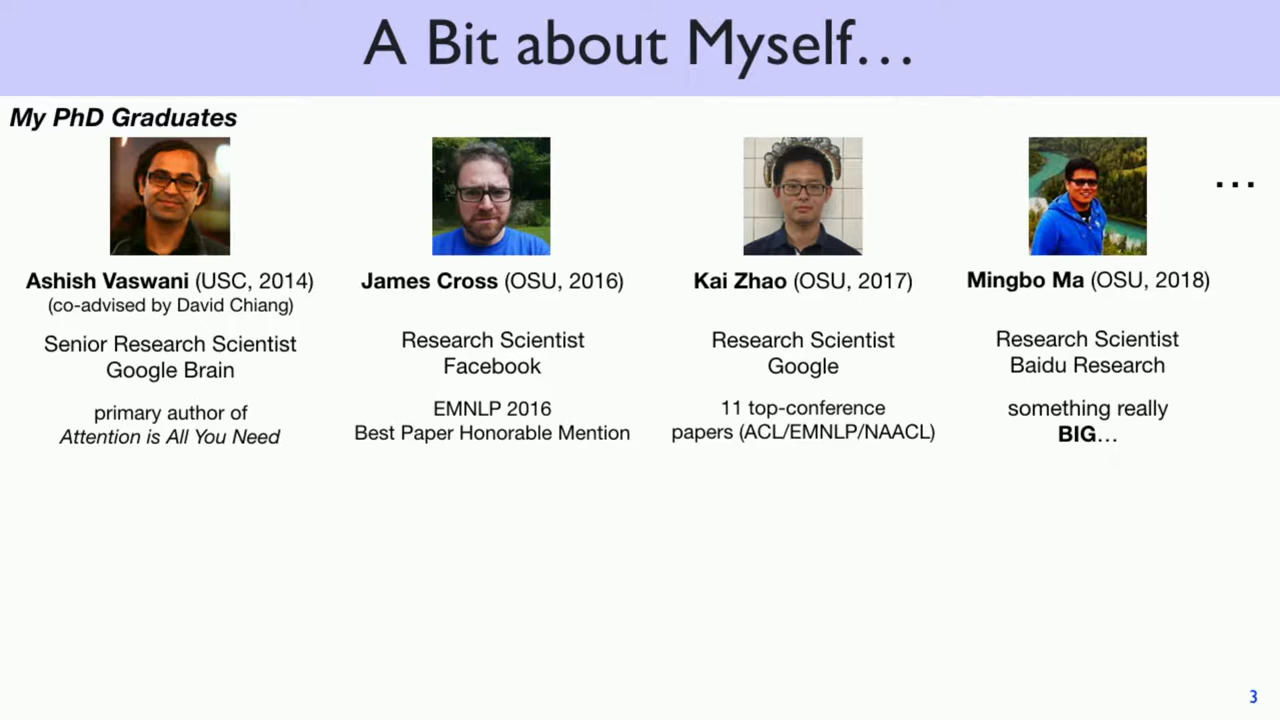 A Bit about Myself…
My PhD Graduates
…
Ashish Vaswani (USC, 2014)
(co-advised by David Chiang)
Senior Research Scientist
Google Brain
primary author of
Attention is All You Need
James Cross (OSU, 2016)
Research Scientist
Facebook
EMNLP 2016
Best Paper Honorable Mention
Kai Zhao (OSU, 2017)
Research Scientist
Google
11 top-conference
papers (ACL/EMNLP/NAACL)
Mingbo Ma (OSU, 2018)
Research Scientist
Baidu Research
something really
BIG…
3